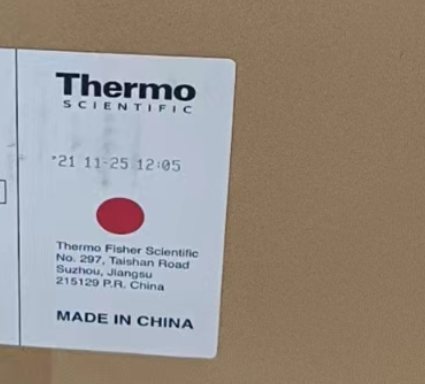 Thermo
SCIENTIFIC
'21 11-25 12:05
Thermo Fisher Scientific
No. 297, Taishan Road
Suzhou, Jiangsu
215129 P.R. China
MADE IN CHINA